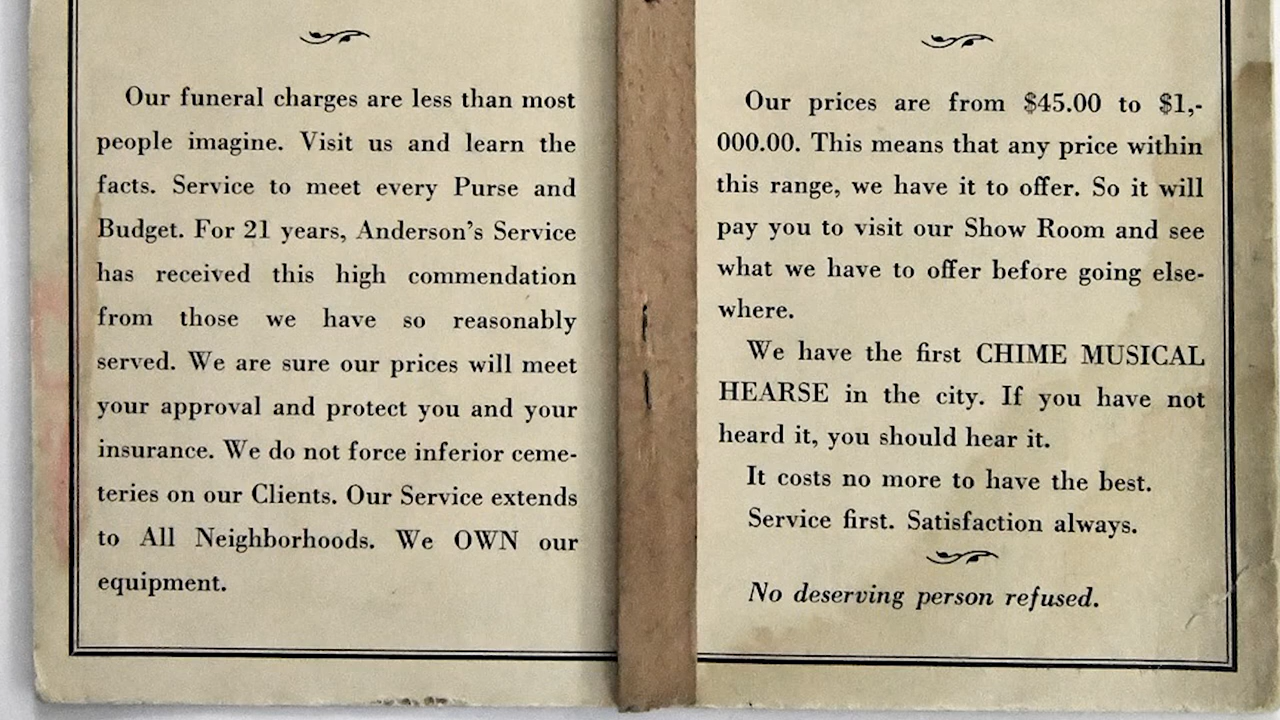 Our funeral charges are less than most
people imagine. Visit us and learn the
facts. Service to meet every Purse and
Budget. For 21 years, Anderson's Service
has received this high commendation
from those we have so reasonably
served. We are sure our prices will meet
your approval and protect you and your
insurance. We do not force inferior ceme-
teries on our Clients. Our Service extends
to All Neighborhoods. We OWN our
equipment.
Our prices are from $45.00 to $1,-
000.00. This means that any price within
this range, we have it to offer. So it will
pay you to visit our Show Room and see
what we have to offer before going else-
where.
We have the first CHIME MUSICAL
HEARSE in the city. If you have not
heard it, you should hear it.
It costs no more to have the best.
Service first. Satisfaction always.
No deserving person refused.